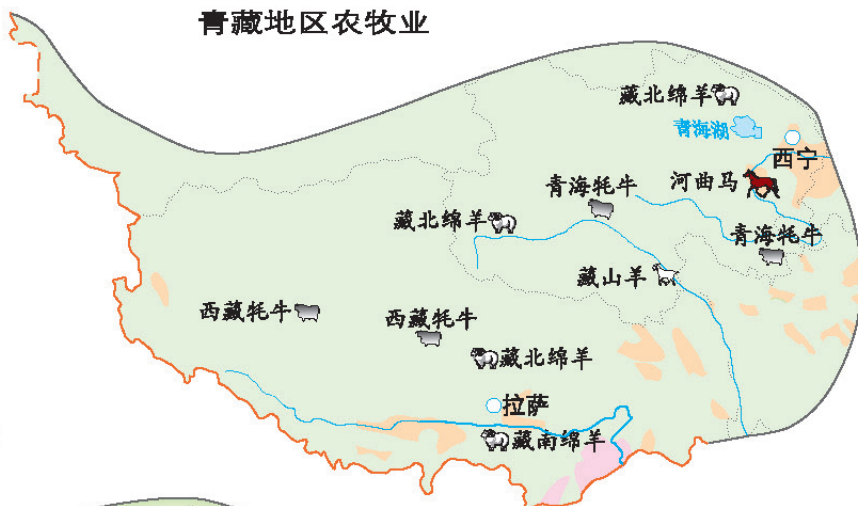 青藏地区农牧业
藏北绵羊
青海湖
西宁
青海牦牛
河曲马
藏北绵羊
青海牦牛
藏山羊
西藏牦牛
西藏牦牛
藏北绵羊
拉萨
藏南绵羊